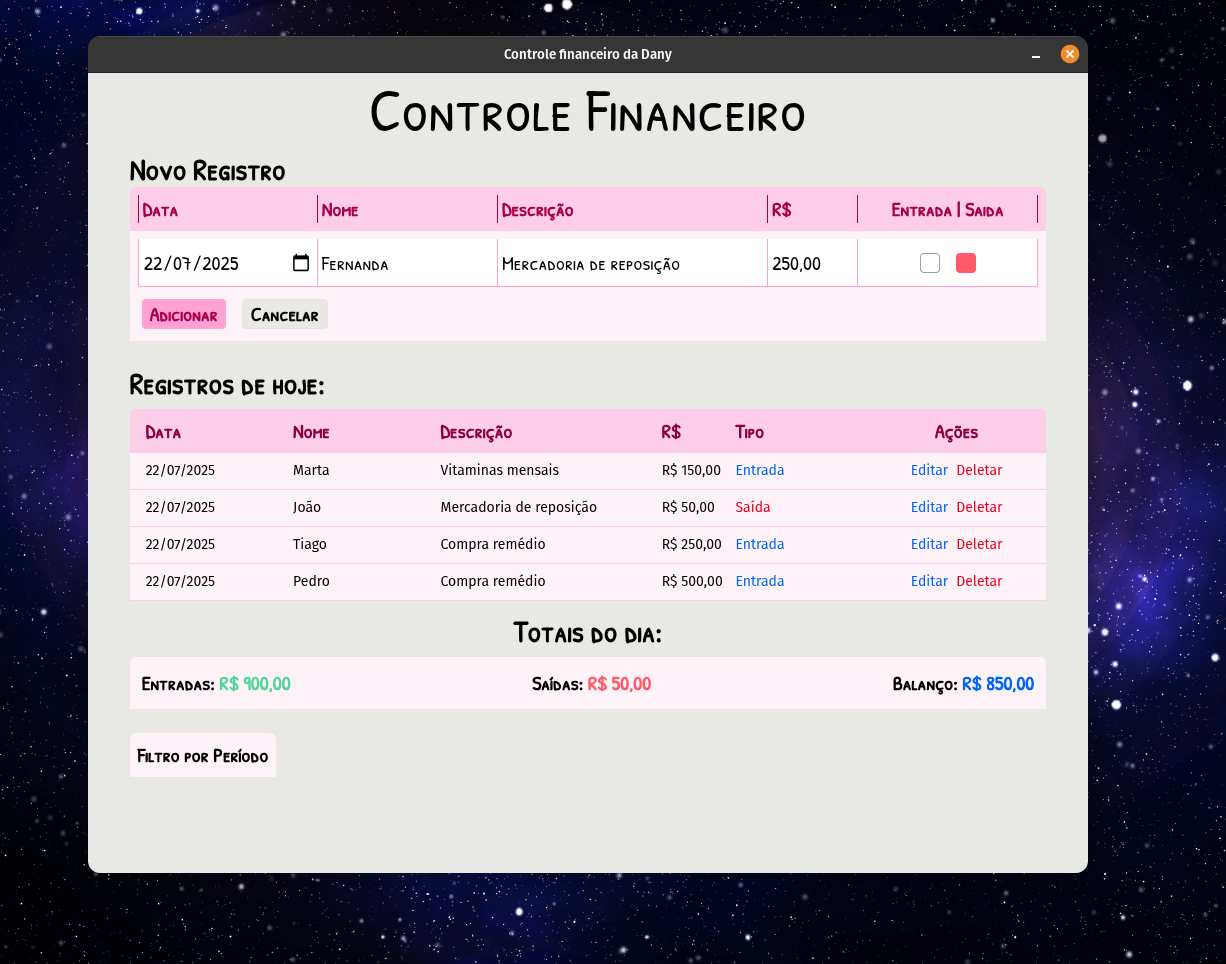 Controle financeiro da Dany
Controle Financeiro
Novo Registro
Data Nome Descrição R$ Entrada | Saida
22/07/2025 Fernanda Mercadoria de reposição 250,00
Adicionar Cancelar
Registros de hoje:
Data Nome Descrição R$ Tipo Ações
22/07/2025 Marta Vitaminas mensais R$ 150,00 Entrada Editar Deletar
22/07/2025 João Mercadoria de reposição R$ 50,00 Saída Editar Deletar
22/07/2025 Tiago Compra remédio R$ 250,00 Entrada Editar Deletar
22/07/2025 Pedro Compra remédio R$ 500,00 Entrada Editar Deletar
Totais do dia:
Entradas: R$ 900,00 Saídas: R$ 50,00 Balanço: R$ 850,00
Filtro por Período